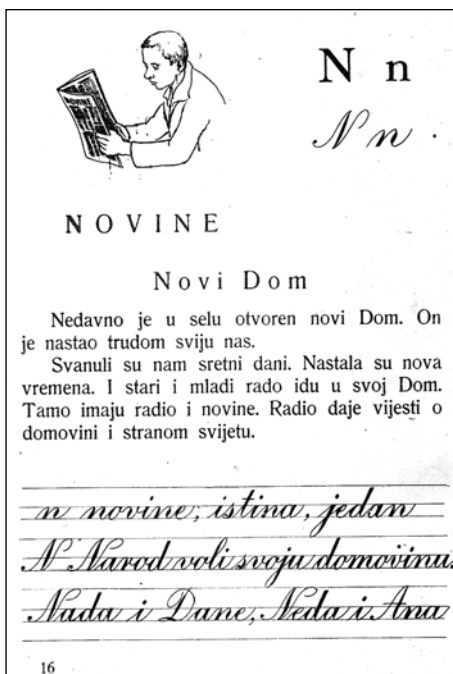 N n
N n
NOVINE
NOVINE
Novi Dom
Nedavno je u selu otvoren novi Dom. On
je nastao trudom sviju nas.
Svanuli su nam sretni dani. Nastala su nova
vremena. I stari i mladi rado idu u svoj Dom.
Tamo imaju radio i novine. Radio daje vijesti o
domovini i stranom svijetu.
n novine, istina, jedan
N Narod voli svoju domovinu.
Nada i Dane, Neda i Ana
16